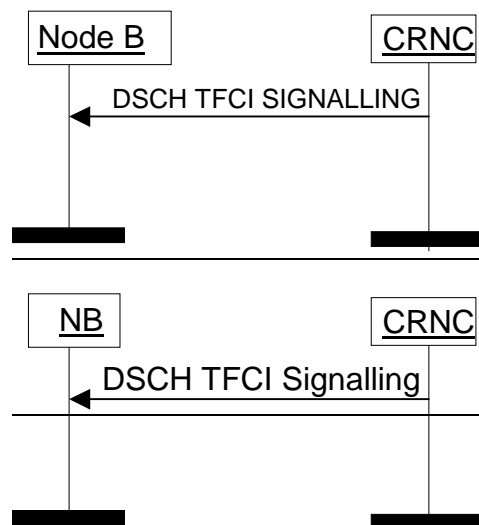 Node B CRNC
DSCH TFCI SIGNALLING
NB CRNC
DSCH TFCI Signalling